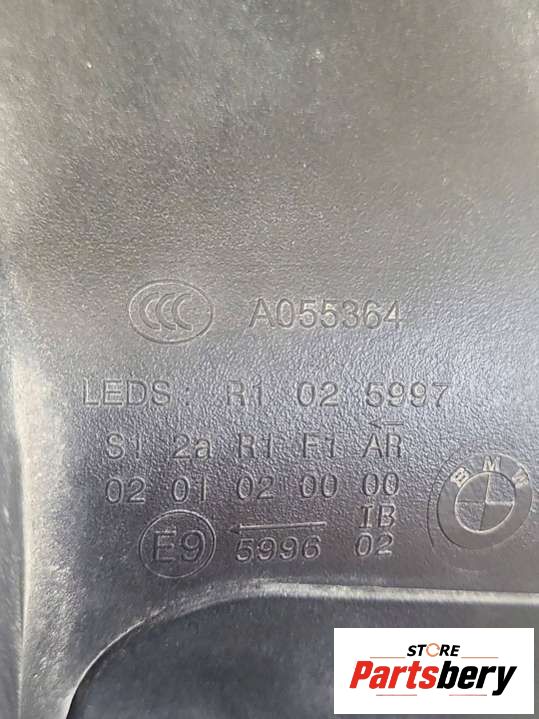 CCC A055364
LEDS: R1 02 5997
S1 2a R1 F1 AR
02 01 02 00 00
IB
E9 5996 02
BMW
STORE
Partsbery